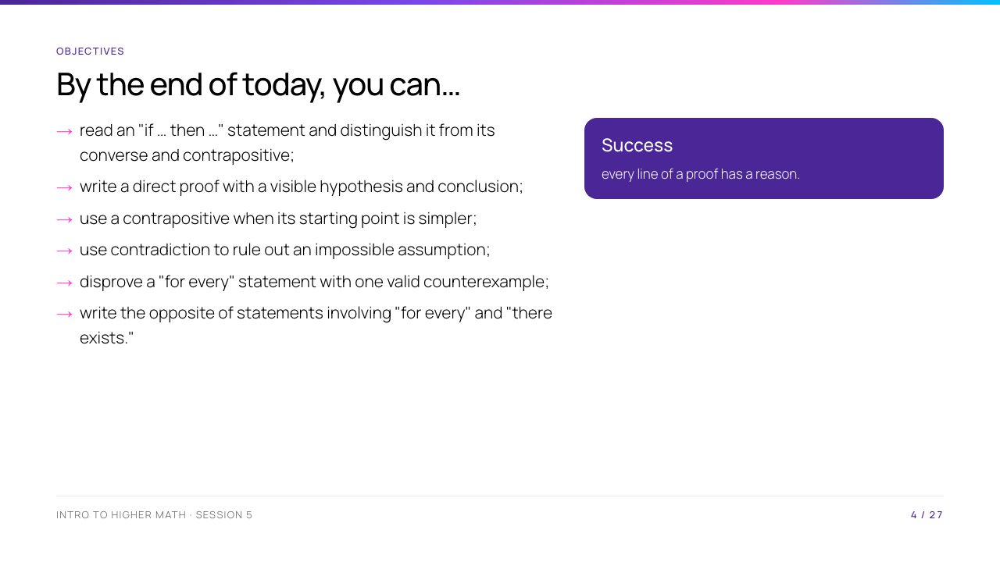 OBJECTIVES
By the end of today, you can…
→ read an "if … then …" statement and distinguish it from its
converse and contrapositive;
→ write a direct proof with a visible hypothesis and conclusion;
→ use a contrapositive when its starting point is simpler;
→ use contradiction to rule out an impossible assumption;
→ disprove a "for every" statement with one valid counterexample;
→ write the opposite of statements involving "for every" and "there
exists."
Success
every line of a proof has a reason.
INTRO TO HIGHER MATH · SESSION 5
4 / 27